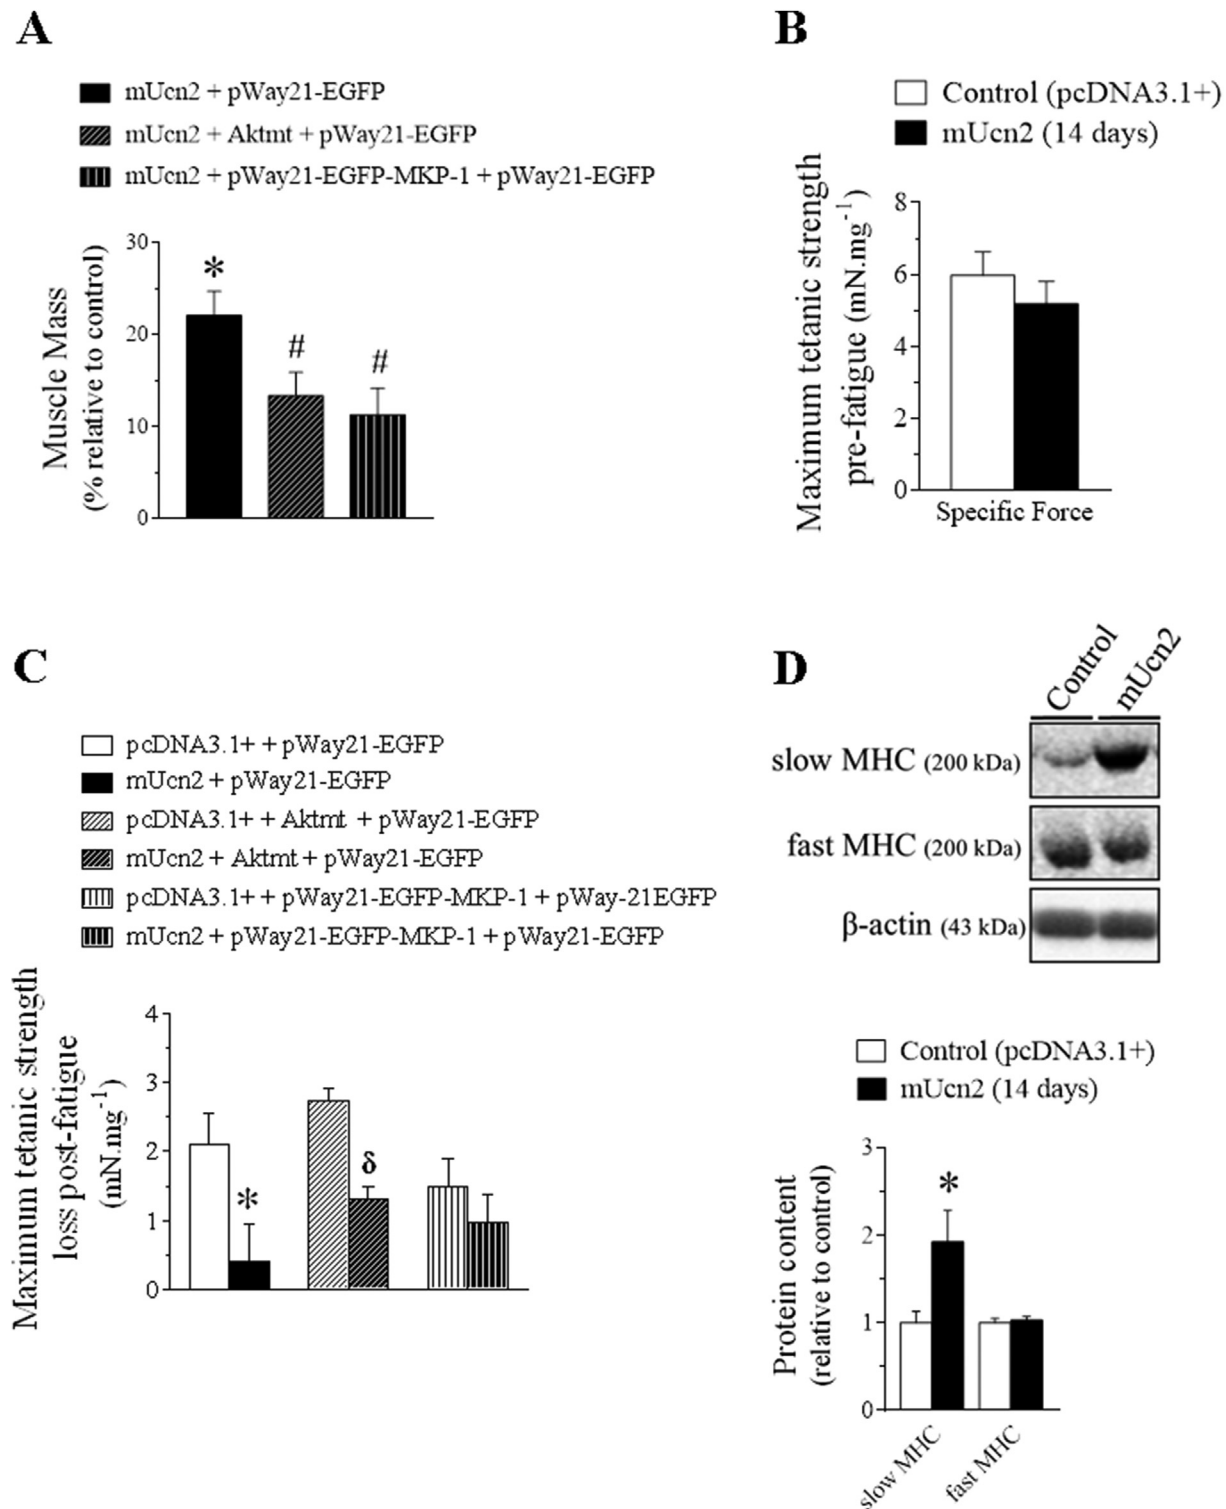 A
mUcn2 + pWay21-EGFP
mUcn2 + Aktmt + pWay21-EGFP
mUcn2 + pWay21-EGFP-MKP-1 + pWay21-EGFP
Muscle Mass
(% relative to control)
30
20
10
0
*
#
#
B
Control (pcDNA3.1+)
mUcn2 (14 days)
Maximum tetanic strength
pre-fatigue (mN.mg⁻¹)
8
6
4
2
0
Specific Force
C
pcDNA3.1+ + pWay21-EGFP
mUcn2 + pWay21-EGFP
pcDNA3.1+ + Aktmt + pWay21-EGFP
mUcn2 + Aktmt + pWay21-EGFP
pcDNA3.1+ + pWay21-EGFP-MKP-1 + pWay-21EGFP
mUcn2 + pWay21-EGFP-MKP-1 + pWay21-EGFP
Maximum tetanic strength
loss post-fatigue
(mN.mg⁻¹)
4
3
2
1
0
*
δ
D
Control
mUcn2
slow MHC (200 kDa)
fast MHC (200 kDa)
β-actin (43 kDa)
Control (pcDNA3.1+)
mUcn2 (14 days)
Protein content
(relative to control)
3
2
1
0
*
slow MHC
fast MHC